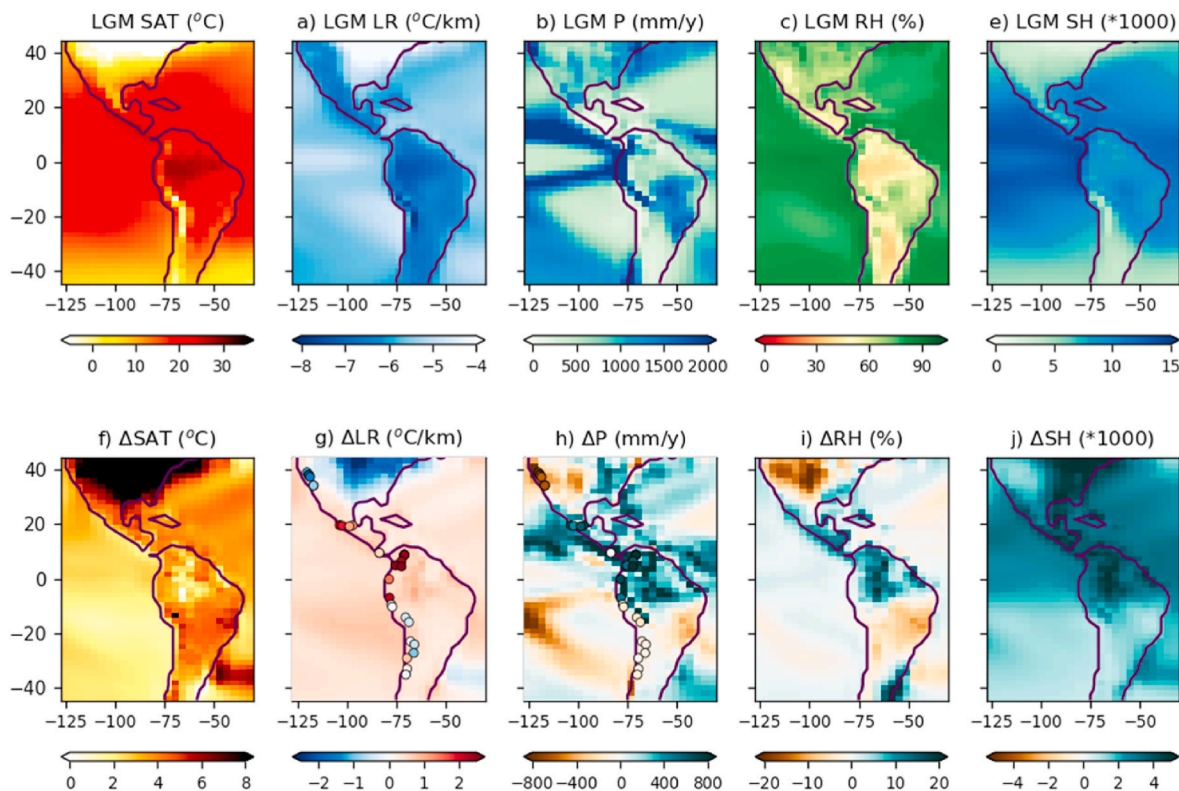 LGM SAT (°C) a) LGM LR (°C/km) b) LGM P (mm/y) c) LGM RH (%) e) LGM SH (*1000)
40
20
0
−20
−40
−125 −100 −75 −50 −125 −100 −75 −50 −125 −100 −75 −50 −125 −100 −75 −50 −125 −100 −75 −50
0 10 20 30 −8 −7 −6 −5 −4 0 500 1000 1500 2000 0 30 60 90 0 5 10 15
f) ΔSAT (°C) g) ΔLR (°C/km) h) ΔP (mm/y) i) ΔRH (%) j) ΔSH (*1000)
40
20
0
−20
−40
−125 −100 −75 −50 −125 −100 −75 −50 −125 −100 −75 −50 −125 −100 −75 −50 −125 −100 −75 −50
0 2 4 6 8 −2 −1 0 1 2 −800 −400 0 400 800 −20 −10 0 10 20 −4 −2 0 2 4